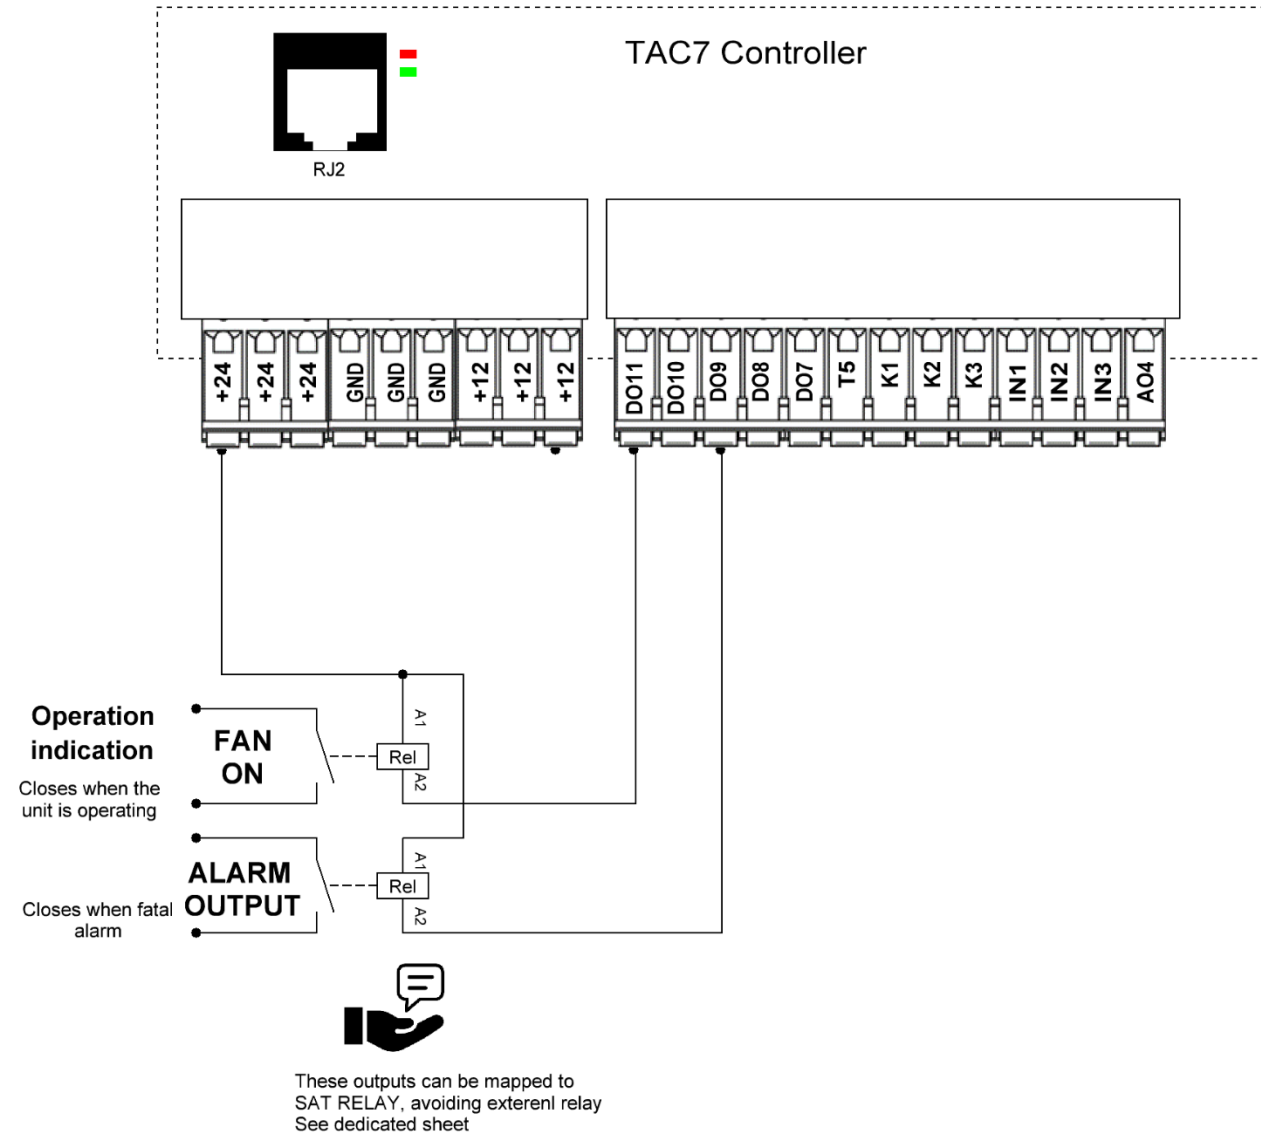 TAC7 Controller
RJ2
+24
+24
+24
GND
GND
GND
+12
+12
+12
DO11
DO10
DO9
DO8
DO7
T5
K1
K2
K3
IN1
IN2
IN3
AO4
Operation
indication
Closes when the
unit is operating
FAN
ON
A1
Rel
A2
ALARM
OUTPUT
Closes when fatal
alarm
A1
Rel
A2
These outputs can be mapped to
SAT RELAY, avoiding exterenl relay
See dedicated sheet